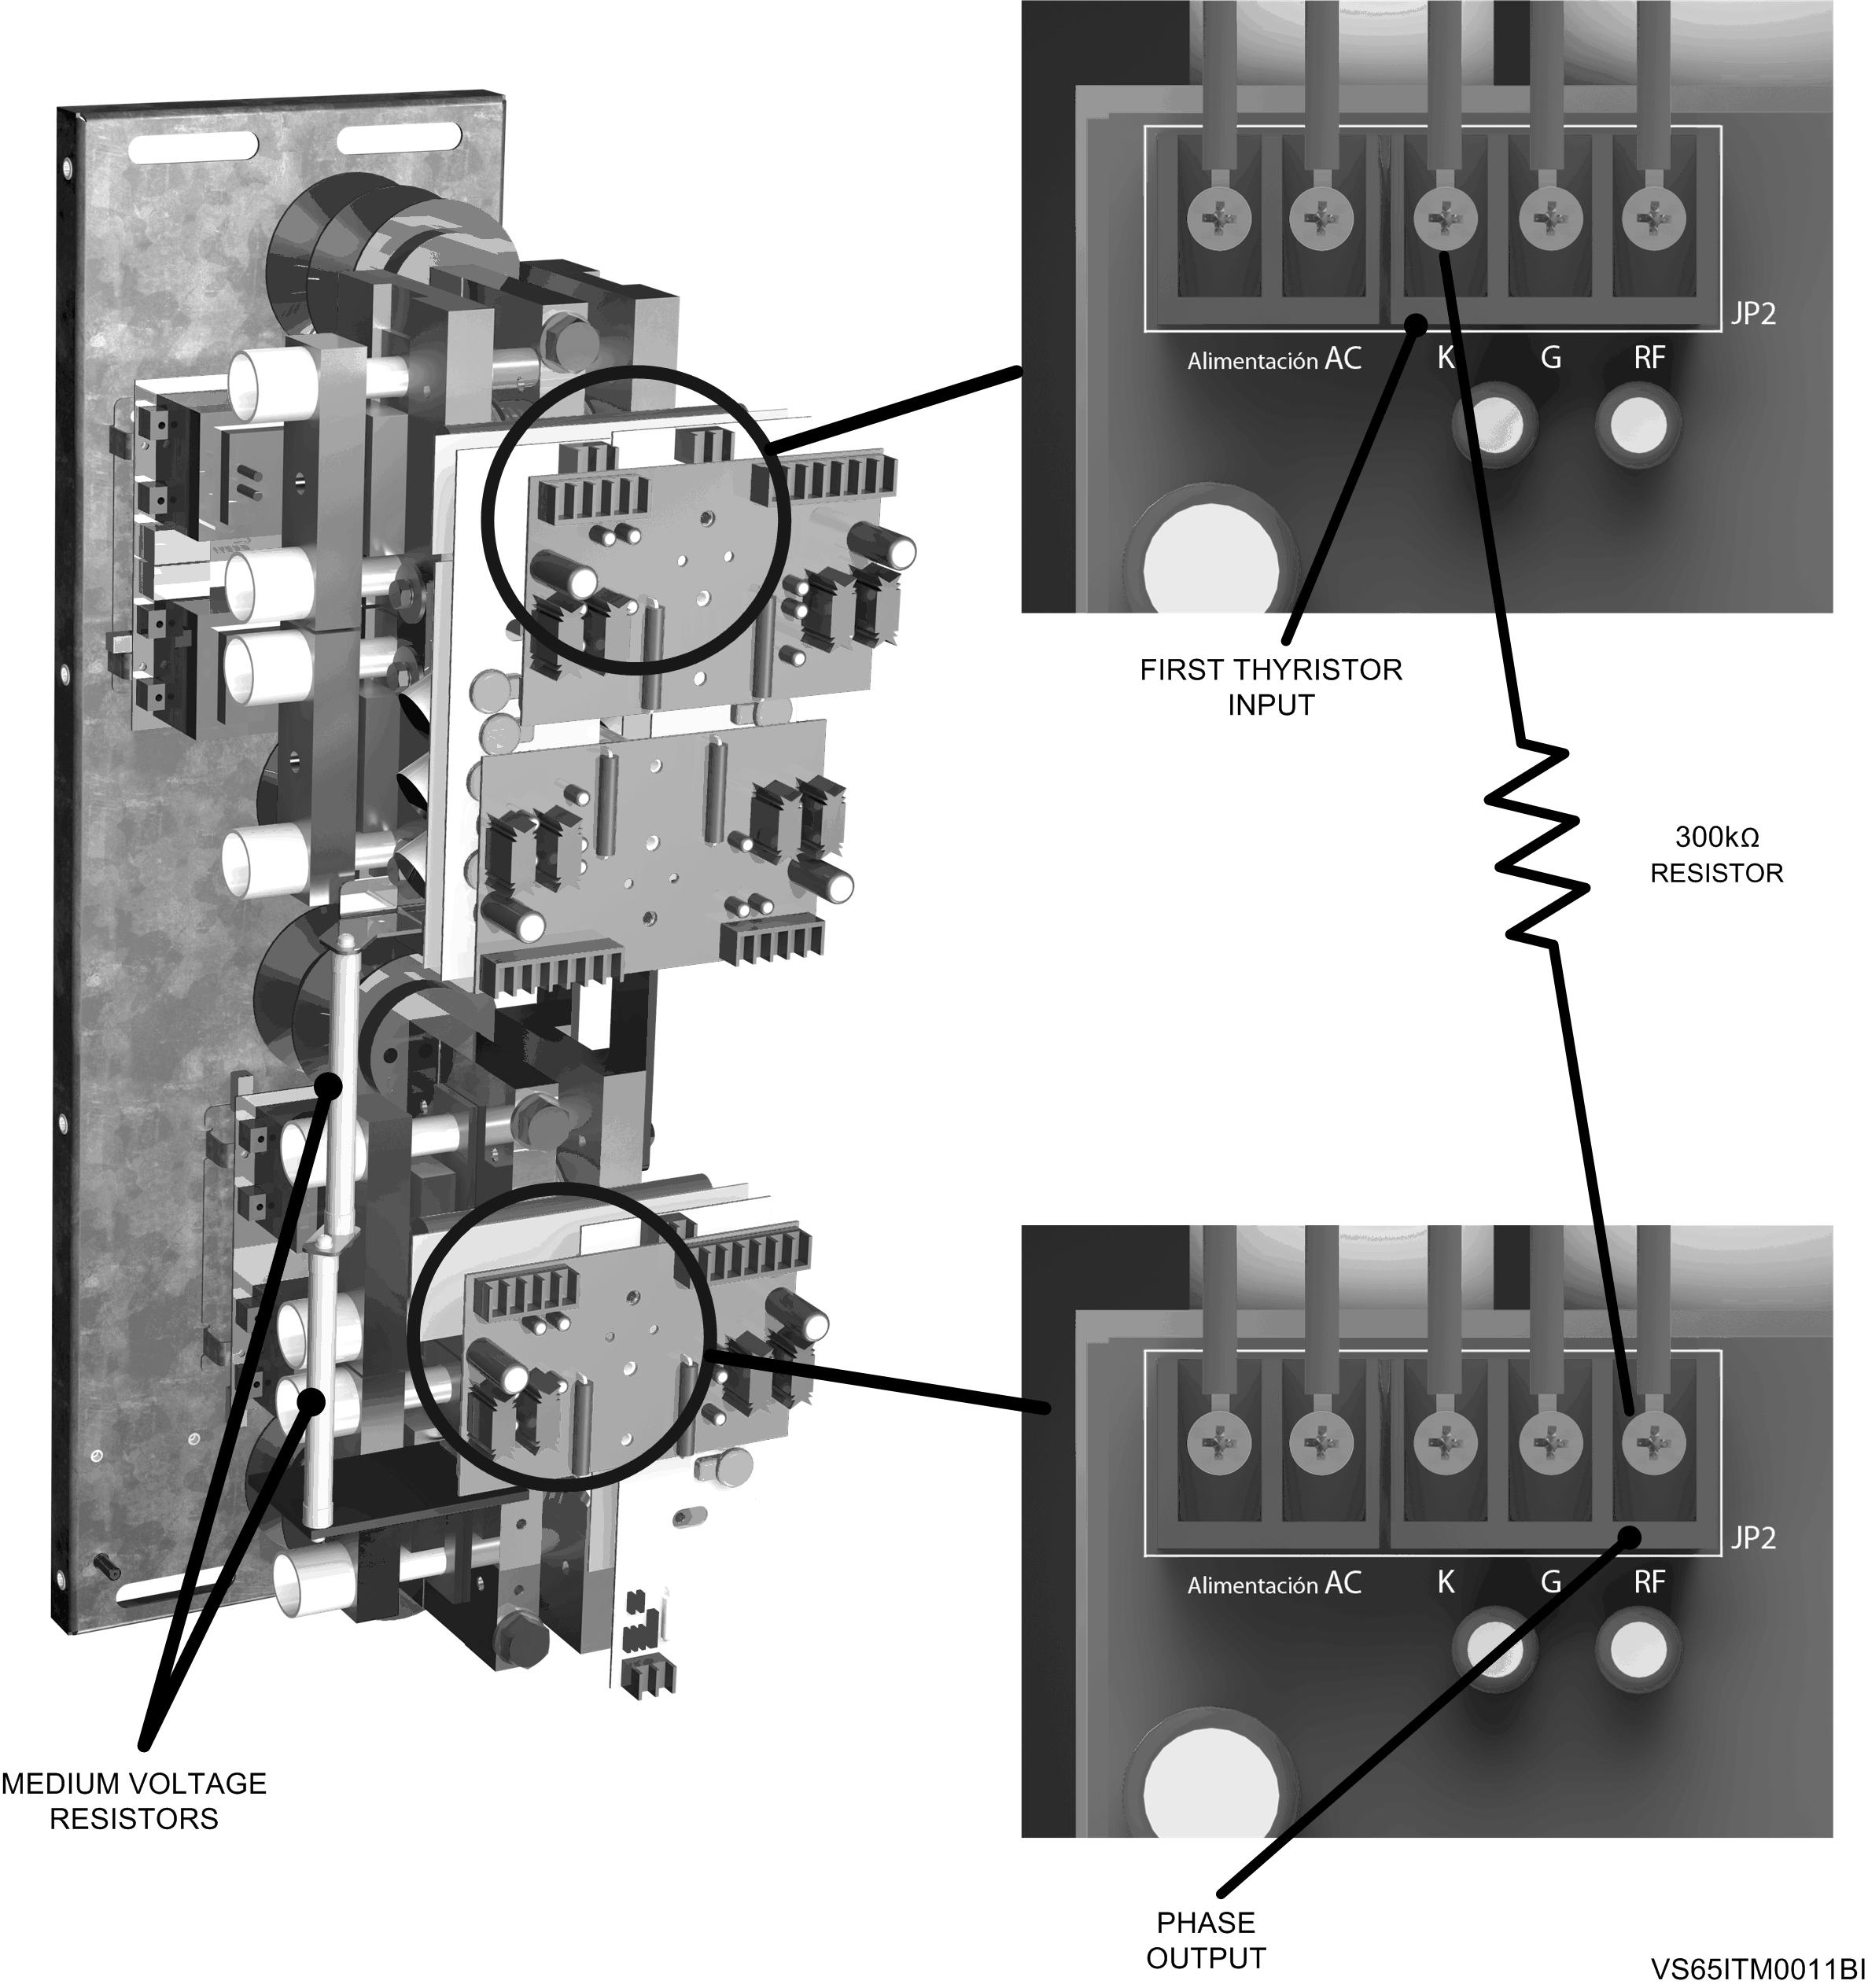 JP2
Alimentación AC K G RF
FIRST THYRISTOR
INPUT
300kΩ
RESISTOR
JP2
Alimentación AC K G RF
MEDIUM VOLTAGE
RESISTORS
PHASE
OUTPUT
VS65ITM0011BI